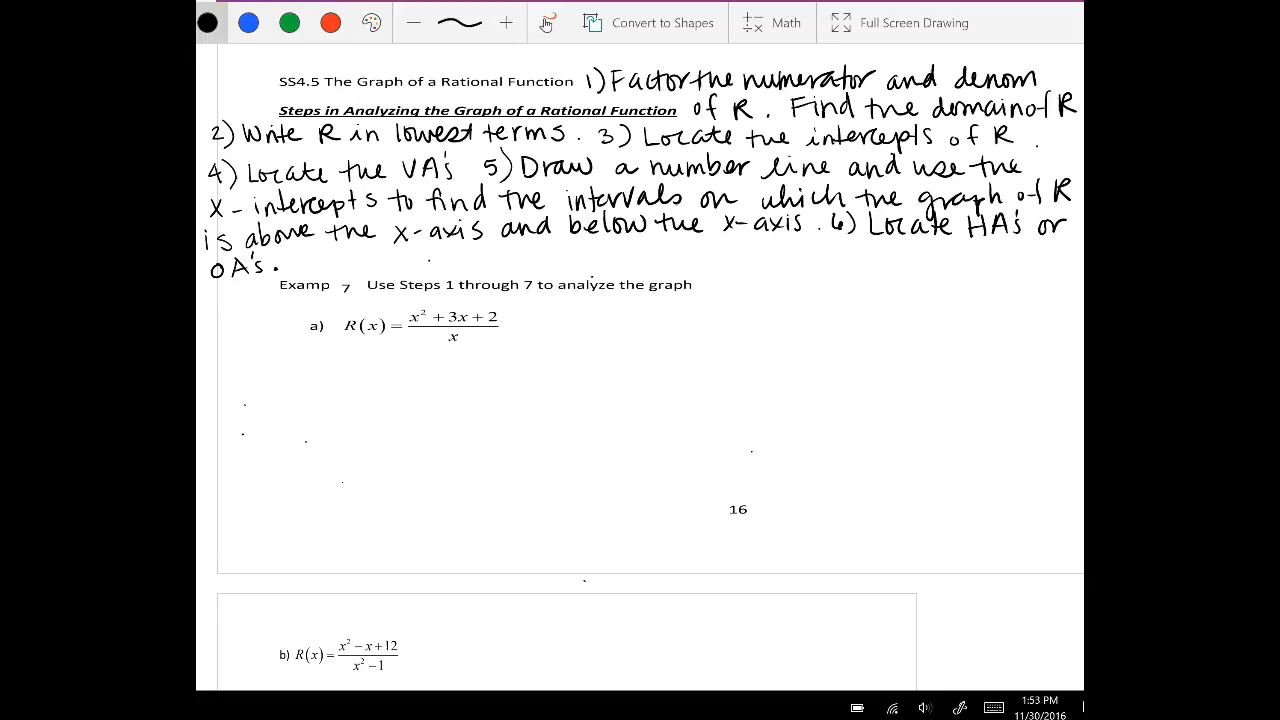 Convert to Shapes Math Full Screen Drawing
SS4.5 The Graph of a Rational Function 1) Factor the numerator and denom
Steps in Analyzing the Graph of a Rational Function of R. Find the domain of R
2) Write R in lowest terms. 3) Locate the intercepts of R.
4) Locate the VA's 5) Draw a number line and use the
x-intercepts to find the intervals on which the graph of R
is above the x-axis and below the x-axis. 6) Locate HA's or
OA's.
Examp 7 Use Steps 1 through 7 to analyze the graph
a) R(x) = (x² + 3x + 2) / x
16
b) R(x) = (x² − x + 12) / (x² − 1)
1:53 PM
11/30/2016